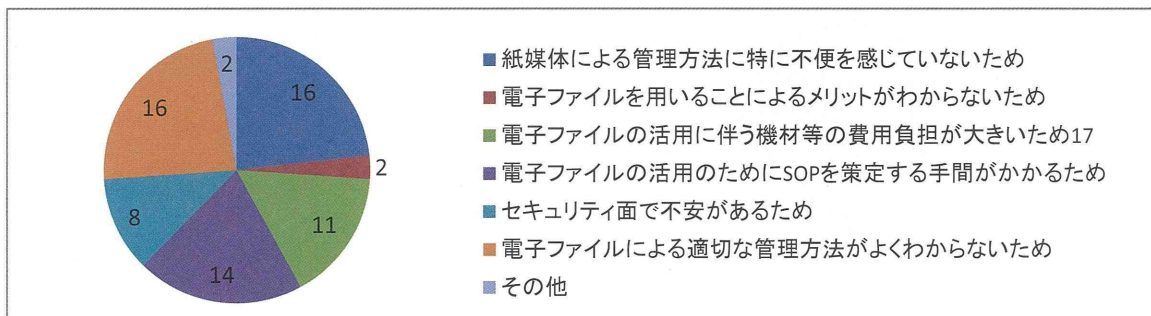 2
16
16
2
8
11
14
紙媒体による管理方法に特に不便を感じていないため
電子ファイルを用いることによるメリットがわからないため
電子ファイルの活用に伴う機材等の費用負担が大きいため17
電子ファイルの活用のためにSOPを策定する手間がかかるため
セキュリティ面で不安があるため
電子ファイルによる適切な管理方法がよくわからないため
その他